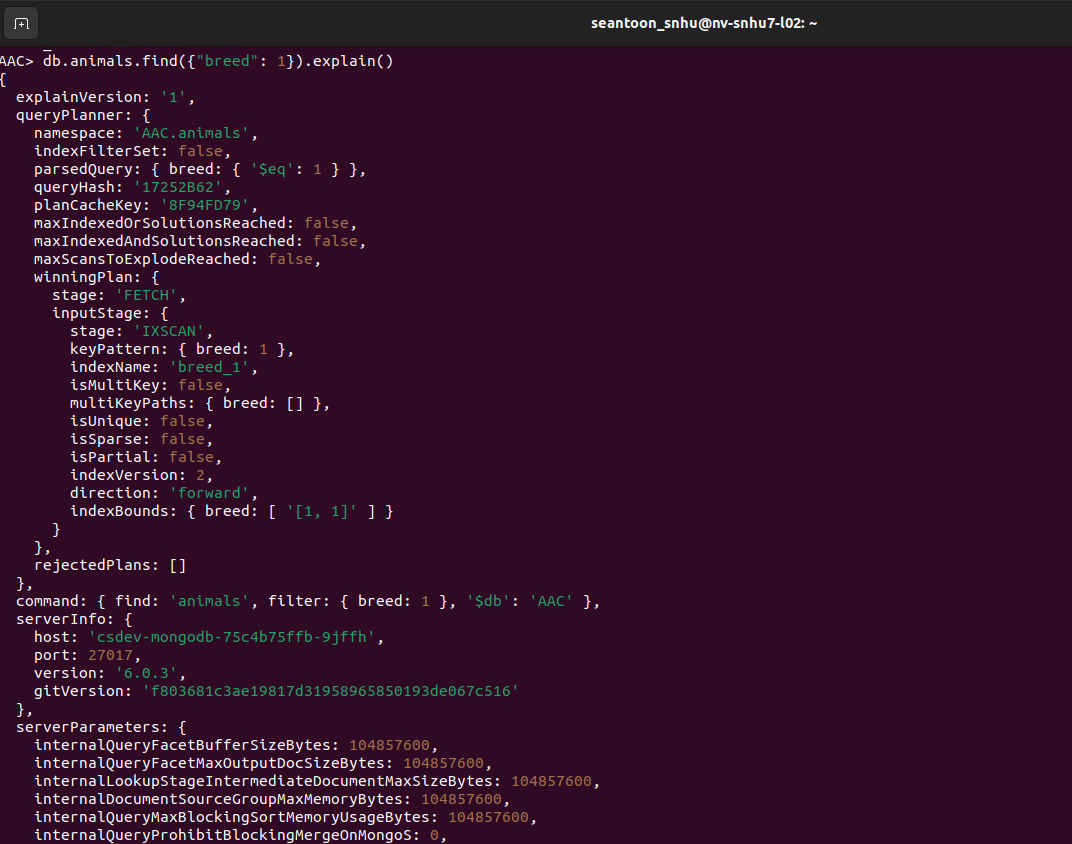 seantoon_snhu@nv-snhu7-l02: ~
AAC> db.animals.find({"breed": 1}).explain()
{
  explainVersion: '1',
  queryPlanner: {
    namespace: 'AAC.animals',
    indexFilterSet: false,
    parsedQuery: { breed: { '$eq': 1 } },
    queryHash: '17252B62',
    planCacheKey: '8F94FD79',
    maxIndexedOrSolutionsReached: false,
    maxIndexedAndSolutionsReached: false,
    maxScansToExplodeReached: false,
    winningPlan: {
      stage: 'FETCH',
      inputStage: {
        stage: 'IXSCAN',
        keyPattern: { breed: 1 },
        indexName: 'breed_1',
        isMultiKey: false,
        multiKeyPaths: { breed: [] },
        isUnique: false,
        isSparse: false,
        isPartial: false,
        indexVersion: 2,
        direction: 'forward',
        indexBounds: { breed: [ '[1, 1]' ] }
      }
    },
    rejectedPlans: []
  },
  command: { find: 'animals', filter: { breed: 1 }, '$db': 'AAC' },
  serverInfo: {
    host: 'csdev-mongodb-75c4b75ffb-9jffh',
    port: 27017,
    version: '6.0.3',
    gitVersion: 'f803681c3ae19817d31958965850193de067c516'
  },
  serverParameters: {
    internalQueryFacetBufferSizeBytes: 104857600,
    internalQueryFacetMaxOutputDocSizeBytes: 104857600,
    internalLookupStageIntermediateDocumentMaxSizeBytes: 104857600,
    internalDocumentSourceGroupMaxMemoryBytes: 104857600,
    internalQueryMaxBlockingSortMemoryUsageBytes: 104857600,
    internalQueryProhibitBlockingMergeOnMongoS: 0,